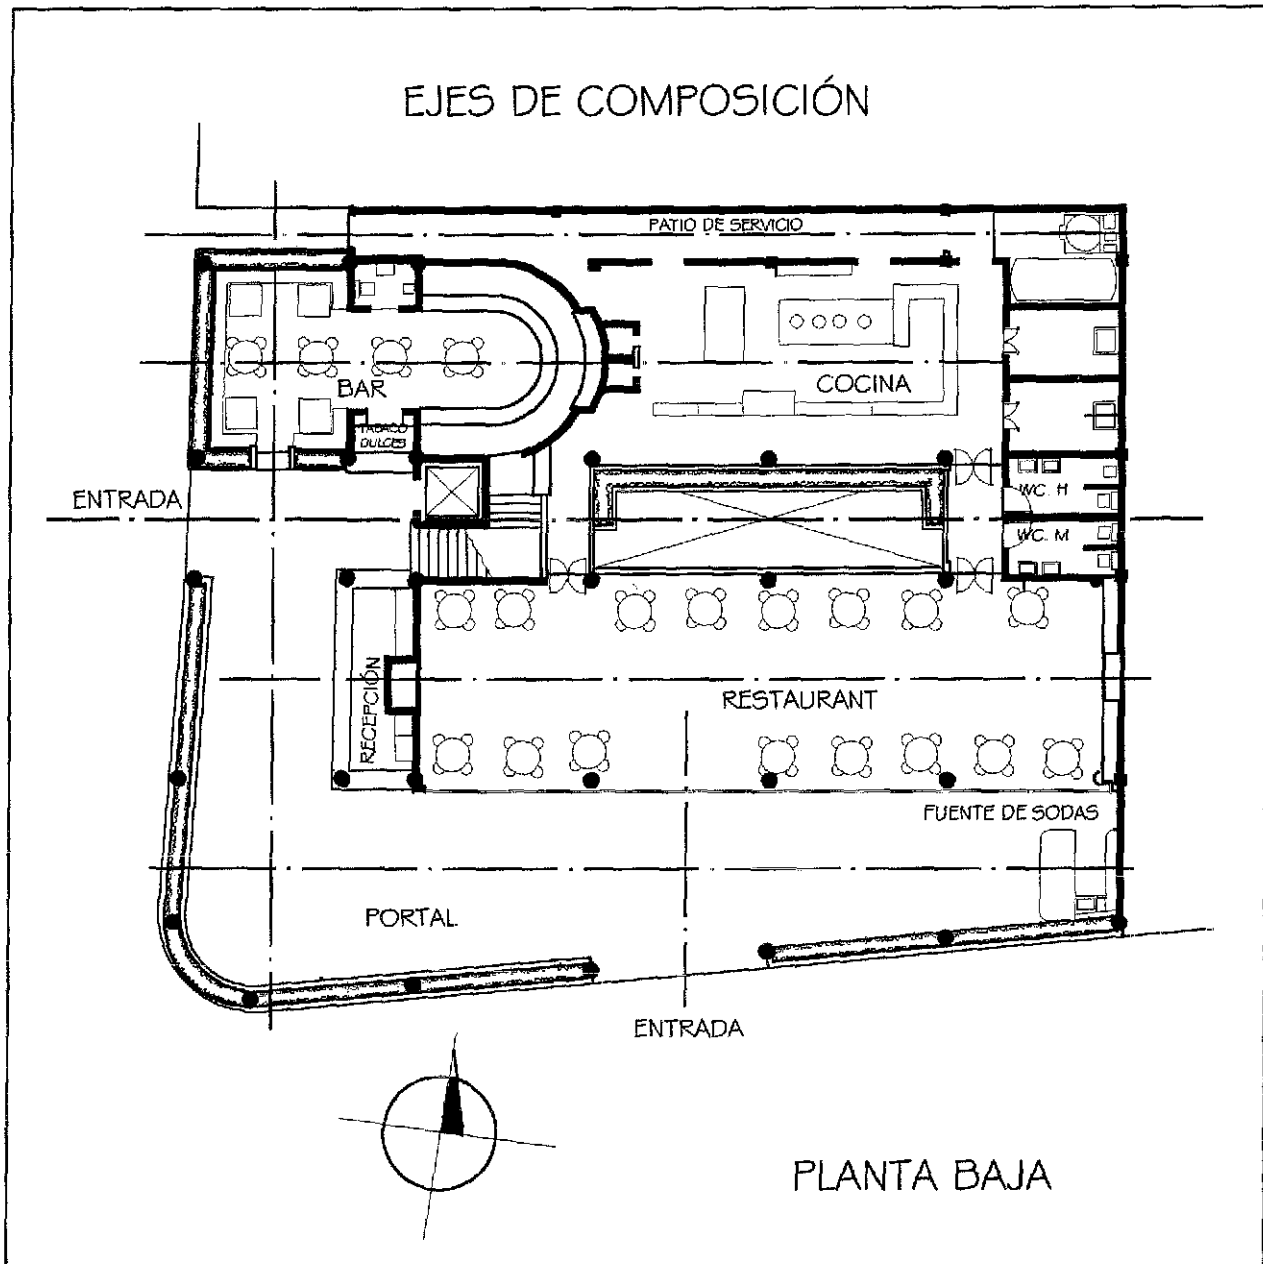 EJES DE COMPOSICIÓN
PATIO DE SERVICIO
BAR
COCINA
TABACO
DULCES
ENTRADA
WC. H
WC. M
RECEPCIÓN
RESTAURANT
FUENTE DE SODAS
PORTAL
ENTRADA
PLANTA BAJA